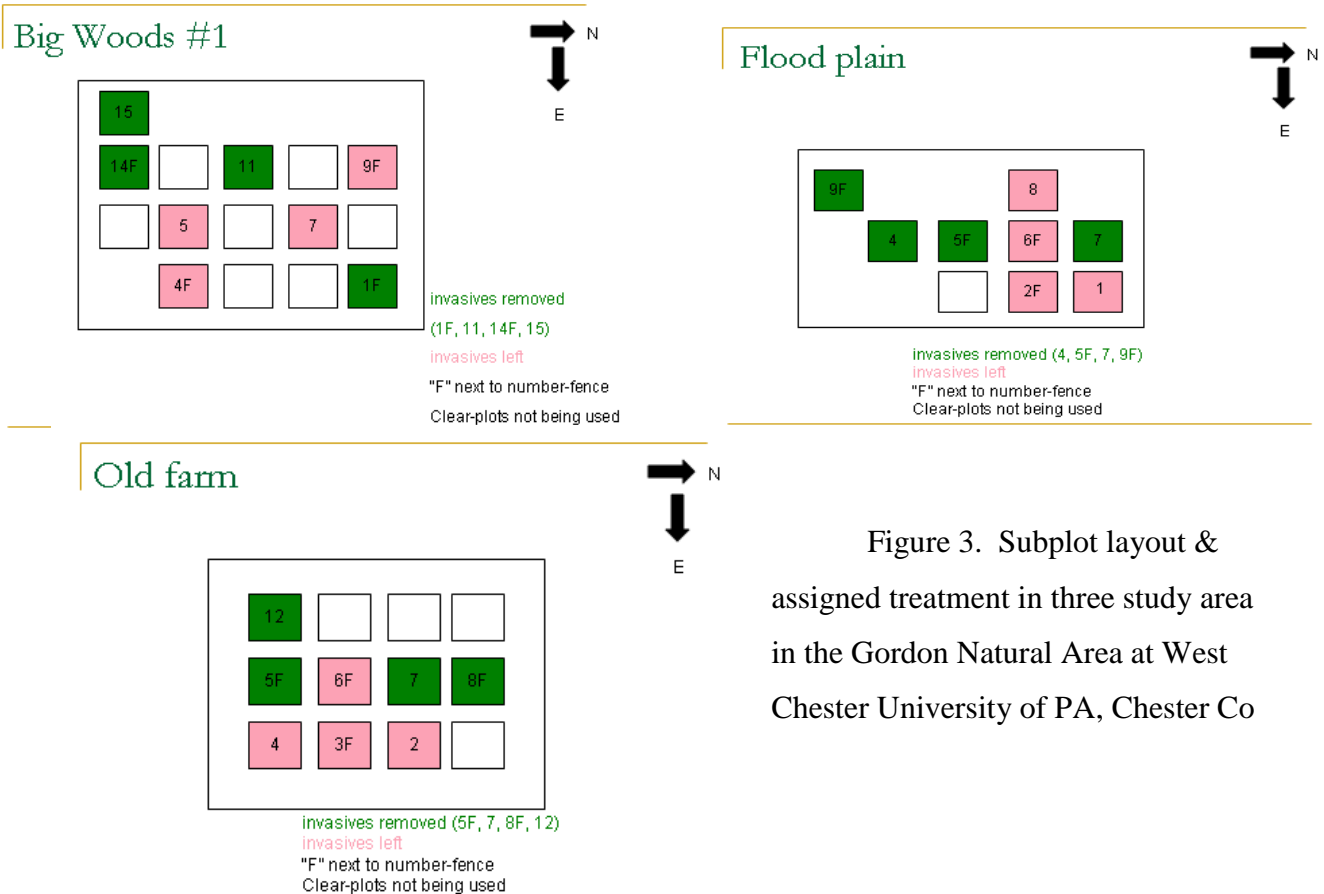 Big Woods #1
N
E
15
14F 11 9F
5 7
4F 1F
invasives removed
(1F, 11, 14F, 15)
invasives left
"F" next to number-fence
Clear-plots not being used
Flood plain
N
E
9F 8
4 5F 6F 7
2F 1
invasives removed (4, 5F, 7, 9F)
invasives left
"F" next to number-fence
Clear-plots not being used
Old farm
N
E
12
5F 6F 7 8F
4 3F 2
invasives removed (5F, 7, 8F, 12)
invasives left
"F" next to number-fence
Clear-plots not being used
Figure 3. Subplot layout &
assigned treatment in three study area
in the Gordon Natural Area at West
Chester University of PA, Chester Co